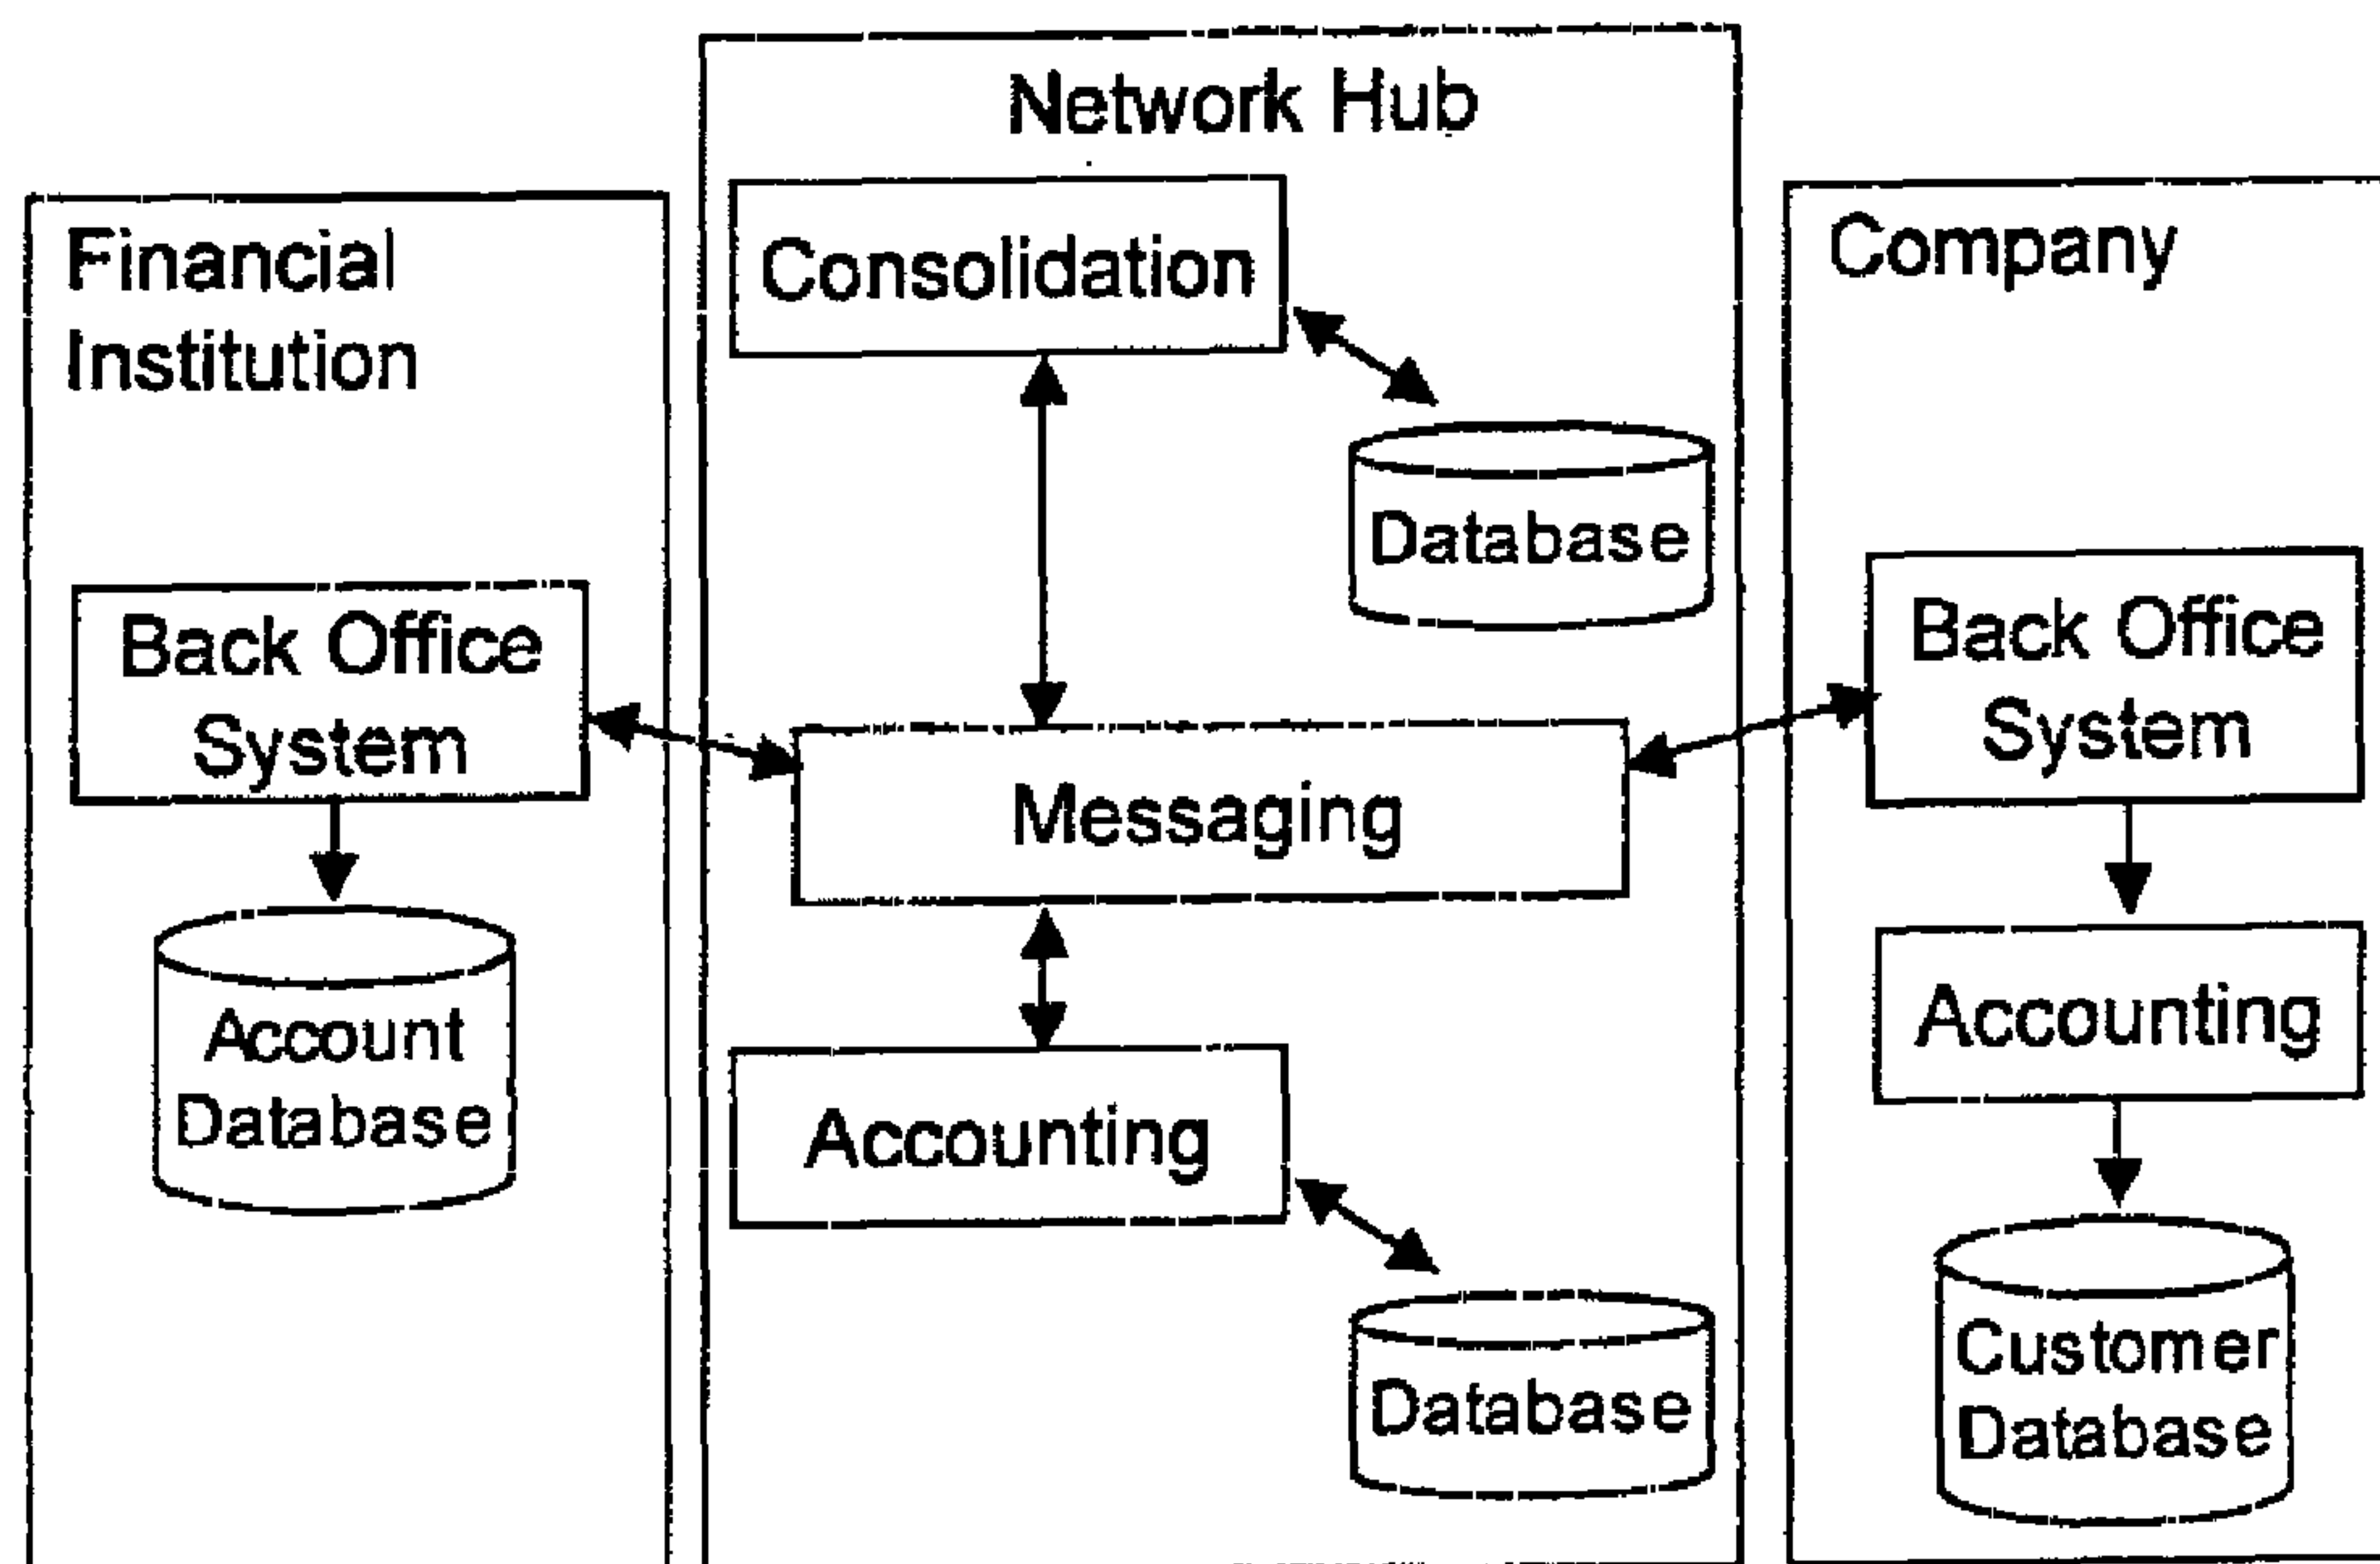 Network Hub
Financial
Institution
Consolidation
Company
Database
Back Office
System
Back Office
System
Messaging
Account
Database
Accounting
Accounting
Database
Customer
Database